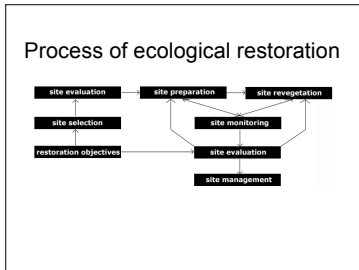 Process of ecological restoration
site evaluation site preparation site revegetation
site selection site monitoring
restoration objectives site evaluation
site management